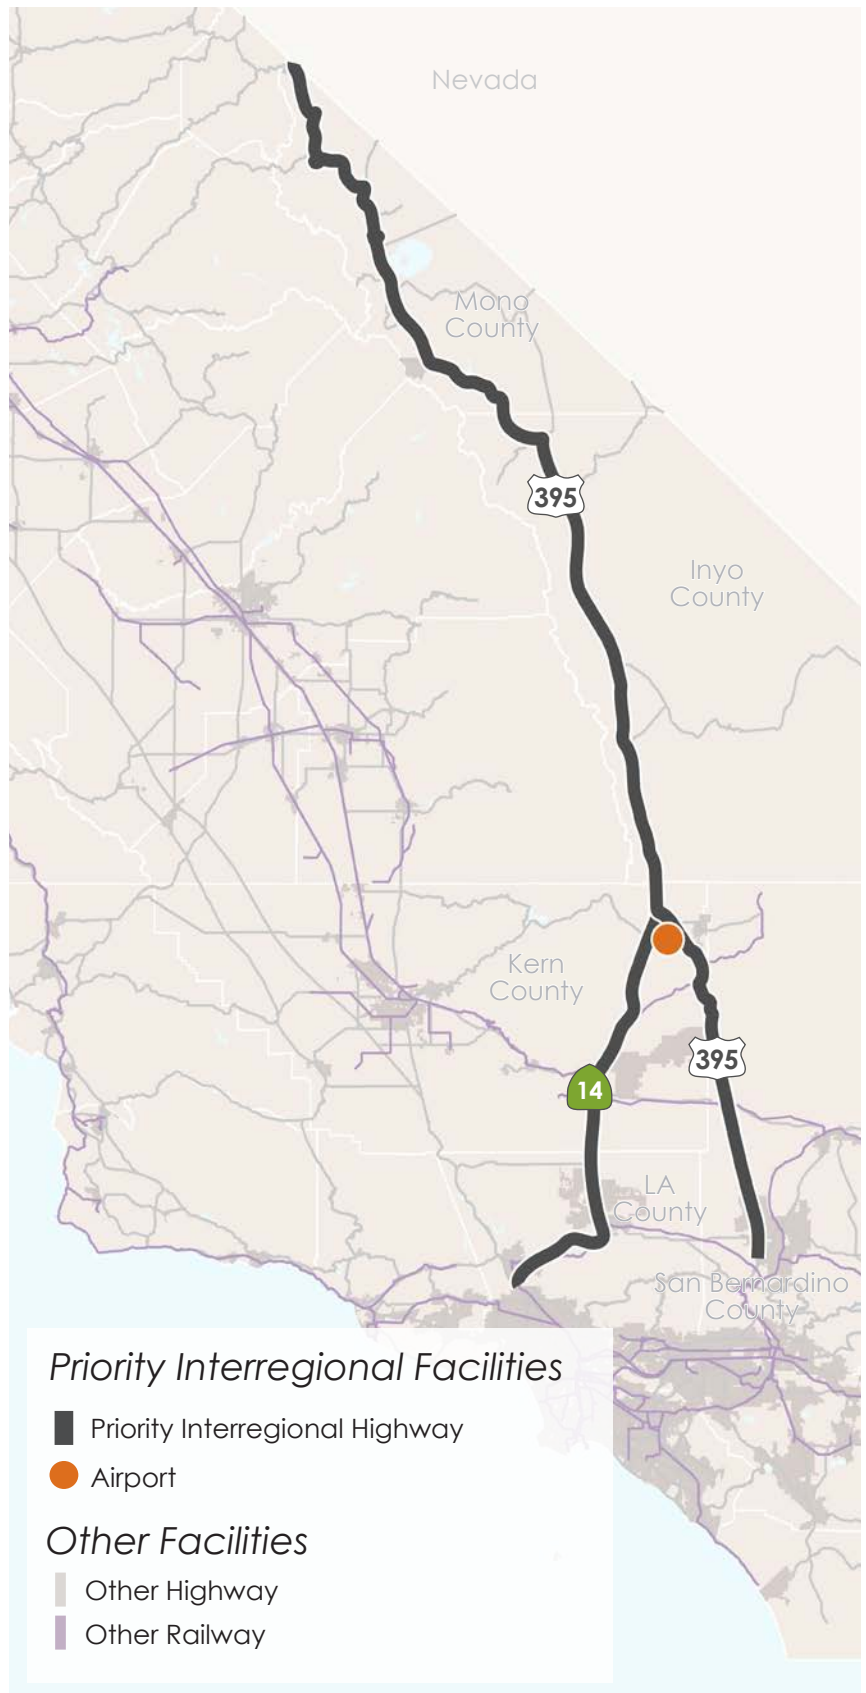 Nevada
Mono
County
395
Inyo
County
Kern
County
395
14
LA
County
San Bernardino
County
Priority Interregional Facilities
Priority Interregional Highway
Airport
Other Facilities
Other Highway
Other Railway